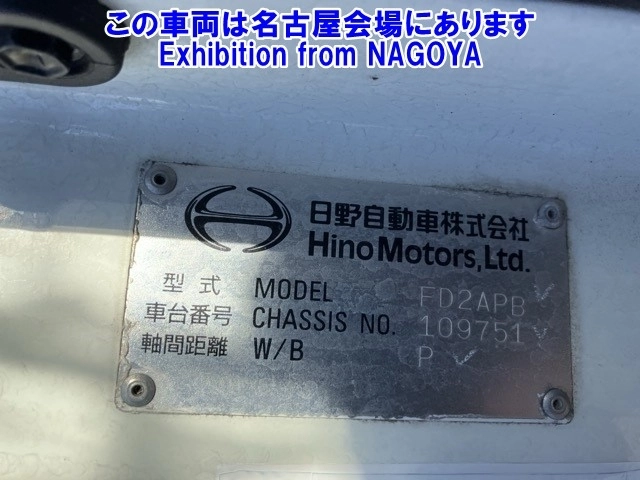 この車両は名古屋会場にあります
Exhibition from NAGOYA
日野自動車株式会社
Hino Motors, Ltd.
型式 MODEL FD2APB
車台番号 CHASSIS NO. 109751
軸間距離 W/B P